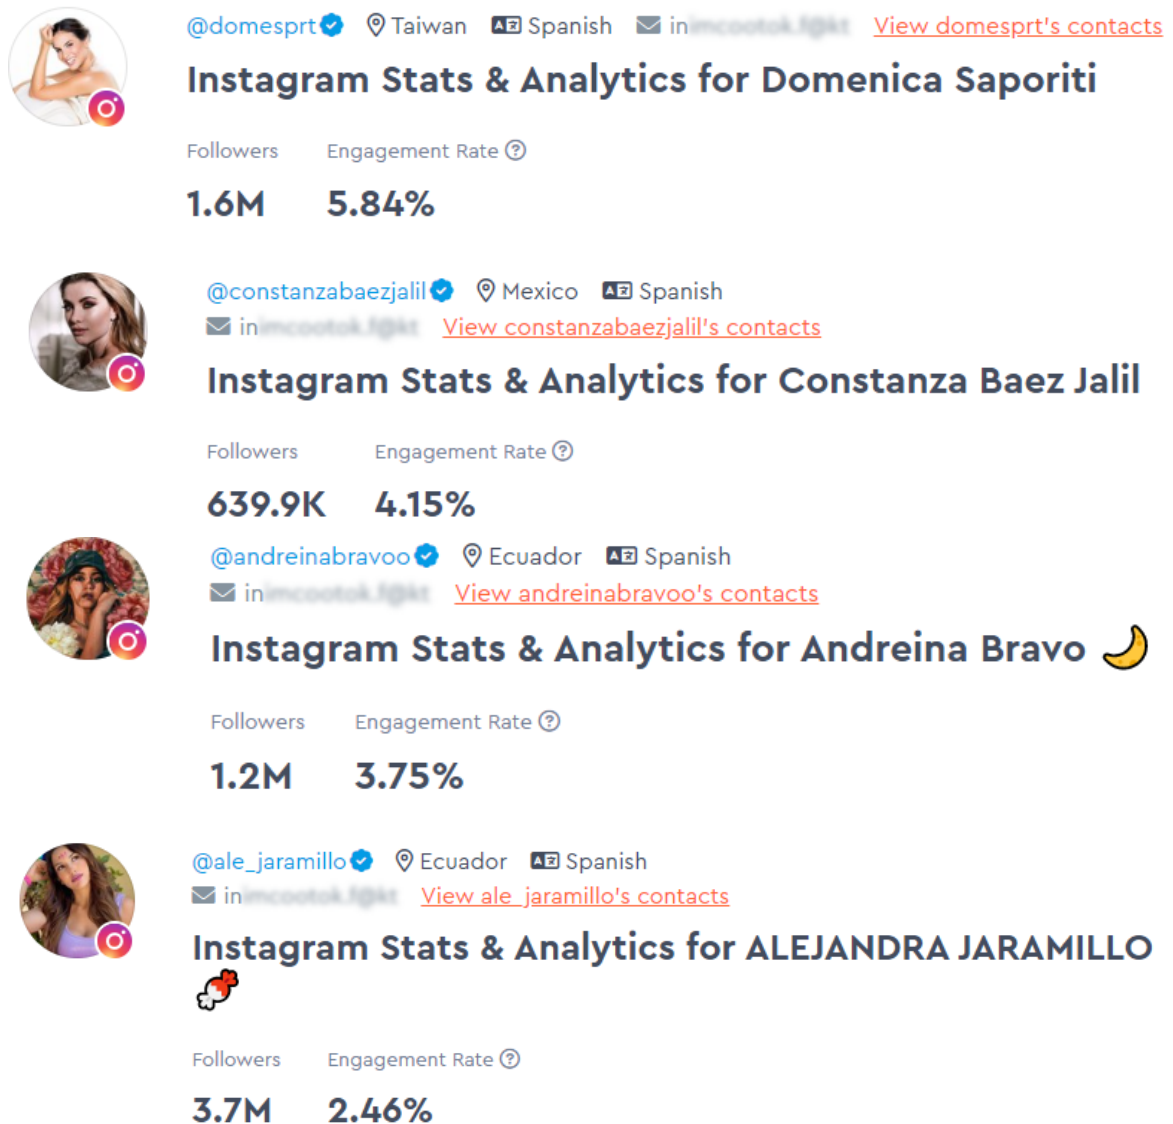 @domesprt Taiwan Spanish in View domesprt's contacts
Instagram Stats & Analytics for Domenica Saporiti
Followers Engagement Rate ?
1.6M 5.84%
@constanzabaezjalil Mexico Spanish
in View constanzabaezjalil's contacts
Instagram Stats & Analytics for Constanza Baez Jalil
Followers Engagement Rate ?
639.9K 4.15%
@andreinabravoo Ecuador Spanish
in View andreinabravoo's contacts
Instagram Stats & Analytics for Andreina Bravo 🌙
Followers Engagement Rate ?
1.2M 3.75%
@ale_jaramillo Ecuador Spanish
in View ale_jaramillo's contacts
Instagram Stats & Analytics for ALEJANDRA JARAMILLO
🍬
Followers Engagement Rate ?
3.7M 2.46%